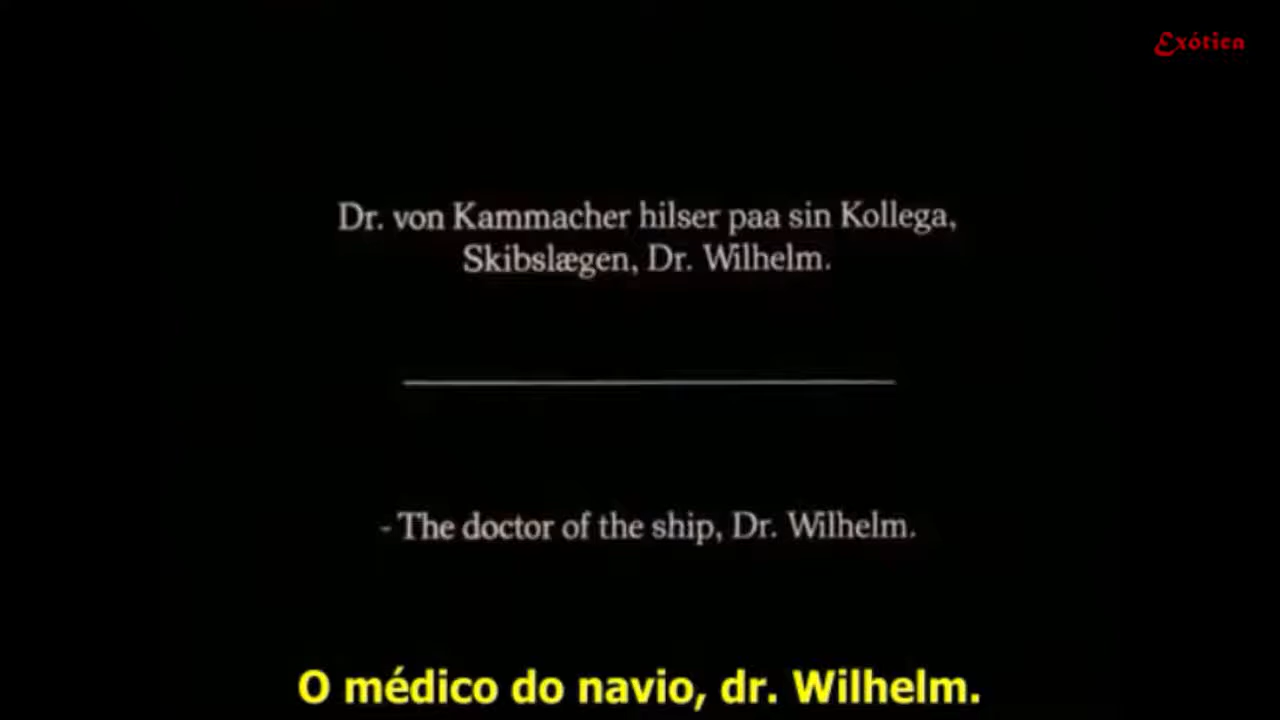 Exótica
Dr. von Kammacher hilser paa sin Kollega,
Skibslægen, Dr. Wilhelm.
- The doctor of the ship, Dr. Wilhelm.
O médico do navio, dr. Wilhelm.